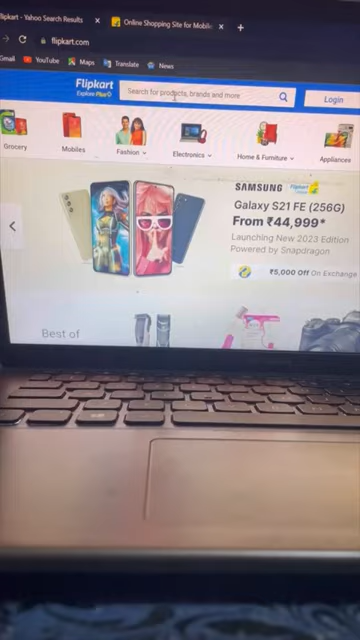 lipkart - Yahoo Search Results
Online Shopping Site for Mobile
flipkart.com
Gmail YouTube Maps Translate News
Flipkart
Explore Plus
Search for products, brands and more
Login
Grocery Mobiles Fashion Electronics Home & Furniture Appliances
SAMSUNG Flipkart
Galaxy S21 FE (256G)
From ₹44,999*
Launching New 2023 Edition
Powered by Snapdragon
₹5,000 Off On Exchange
Best of